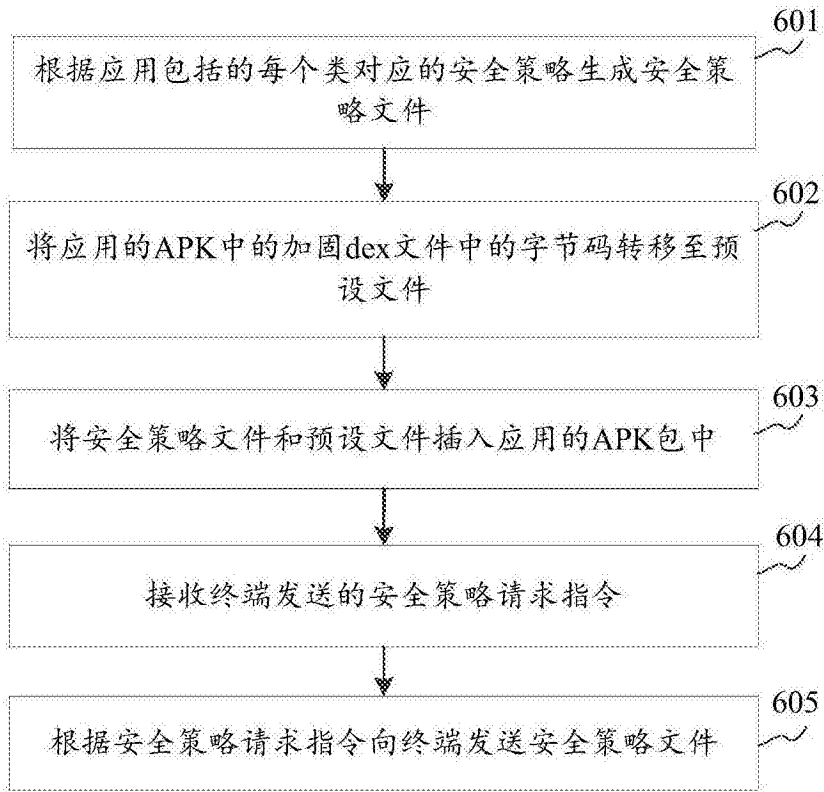 601
根据应用包括的每个类对应的安全策略生成安全策
略文件
602
将应用的APK中的加固dex文件中的字节码转移至预
设文件
603
将安全策略文件和预设文件插入应用的APK包中
604
接收终端发送的安全策略请求指令
605
根据安全策略请求指令向终端发送安全策略文件